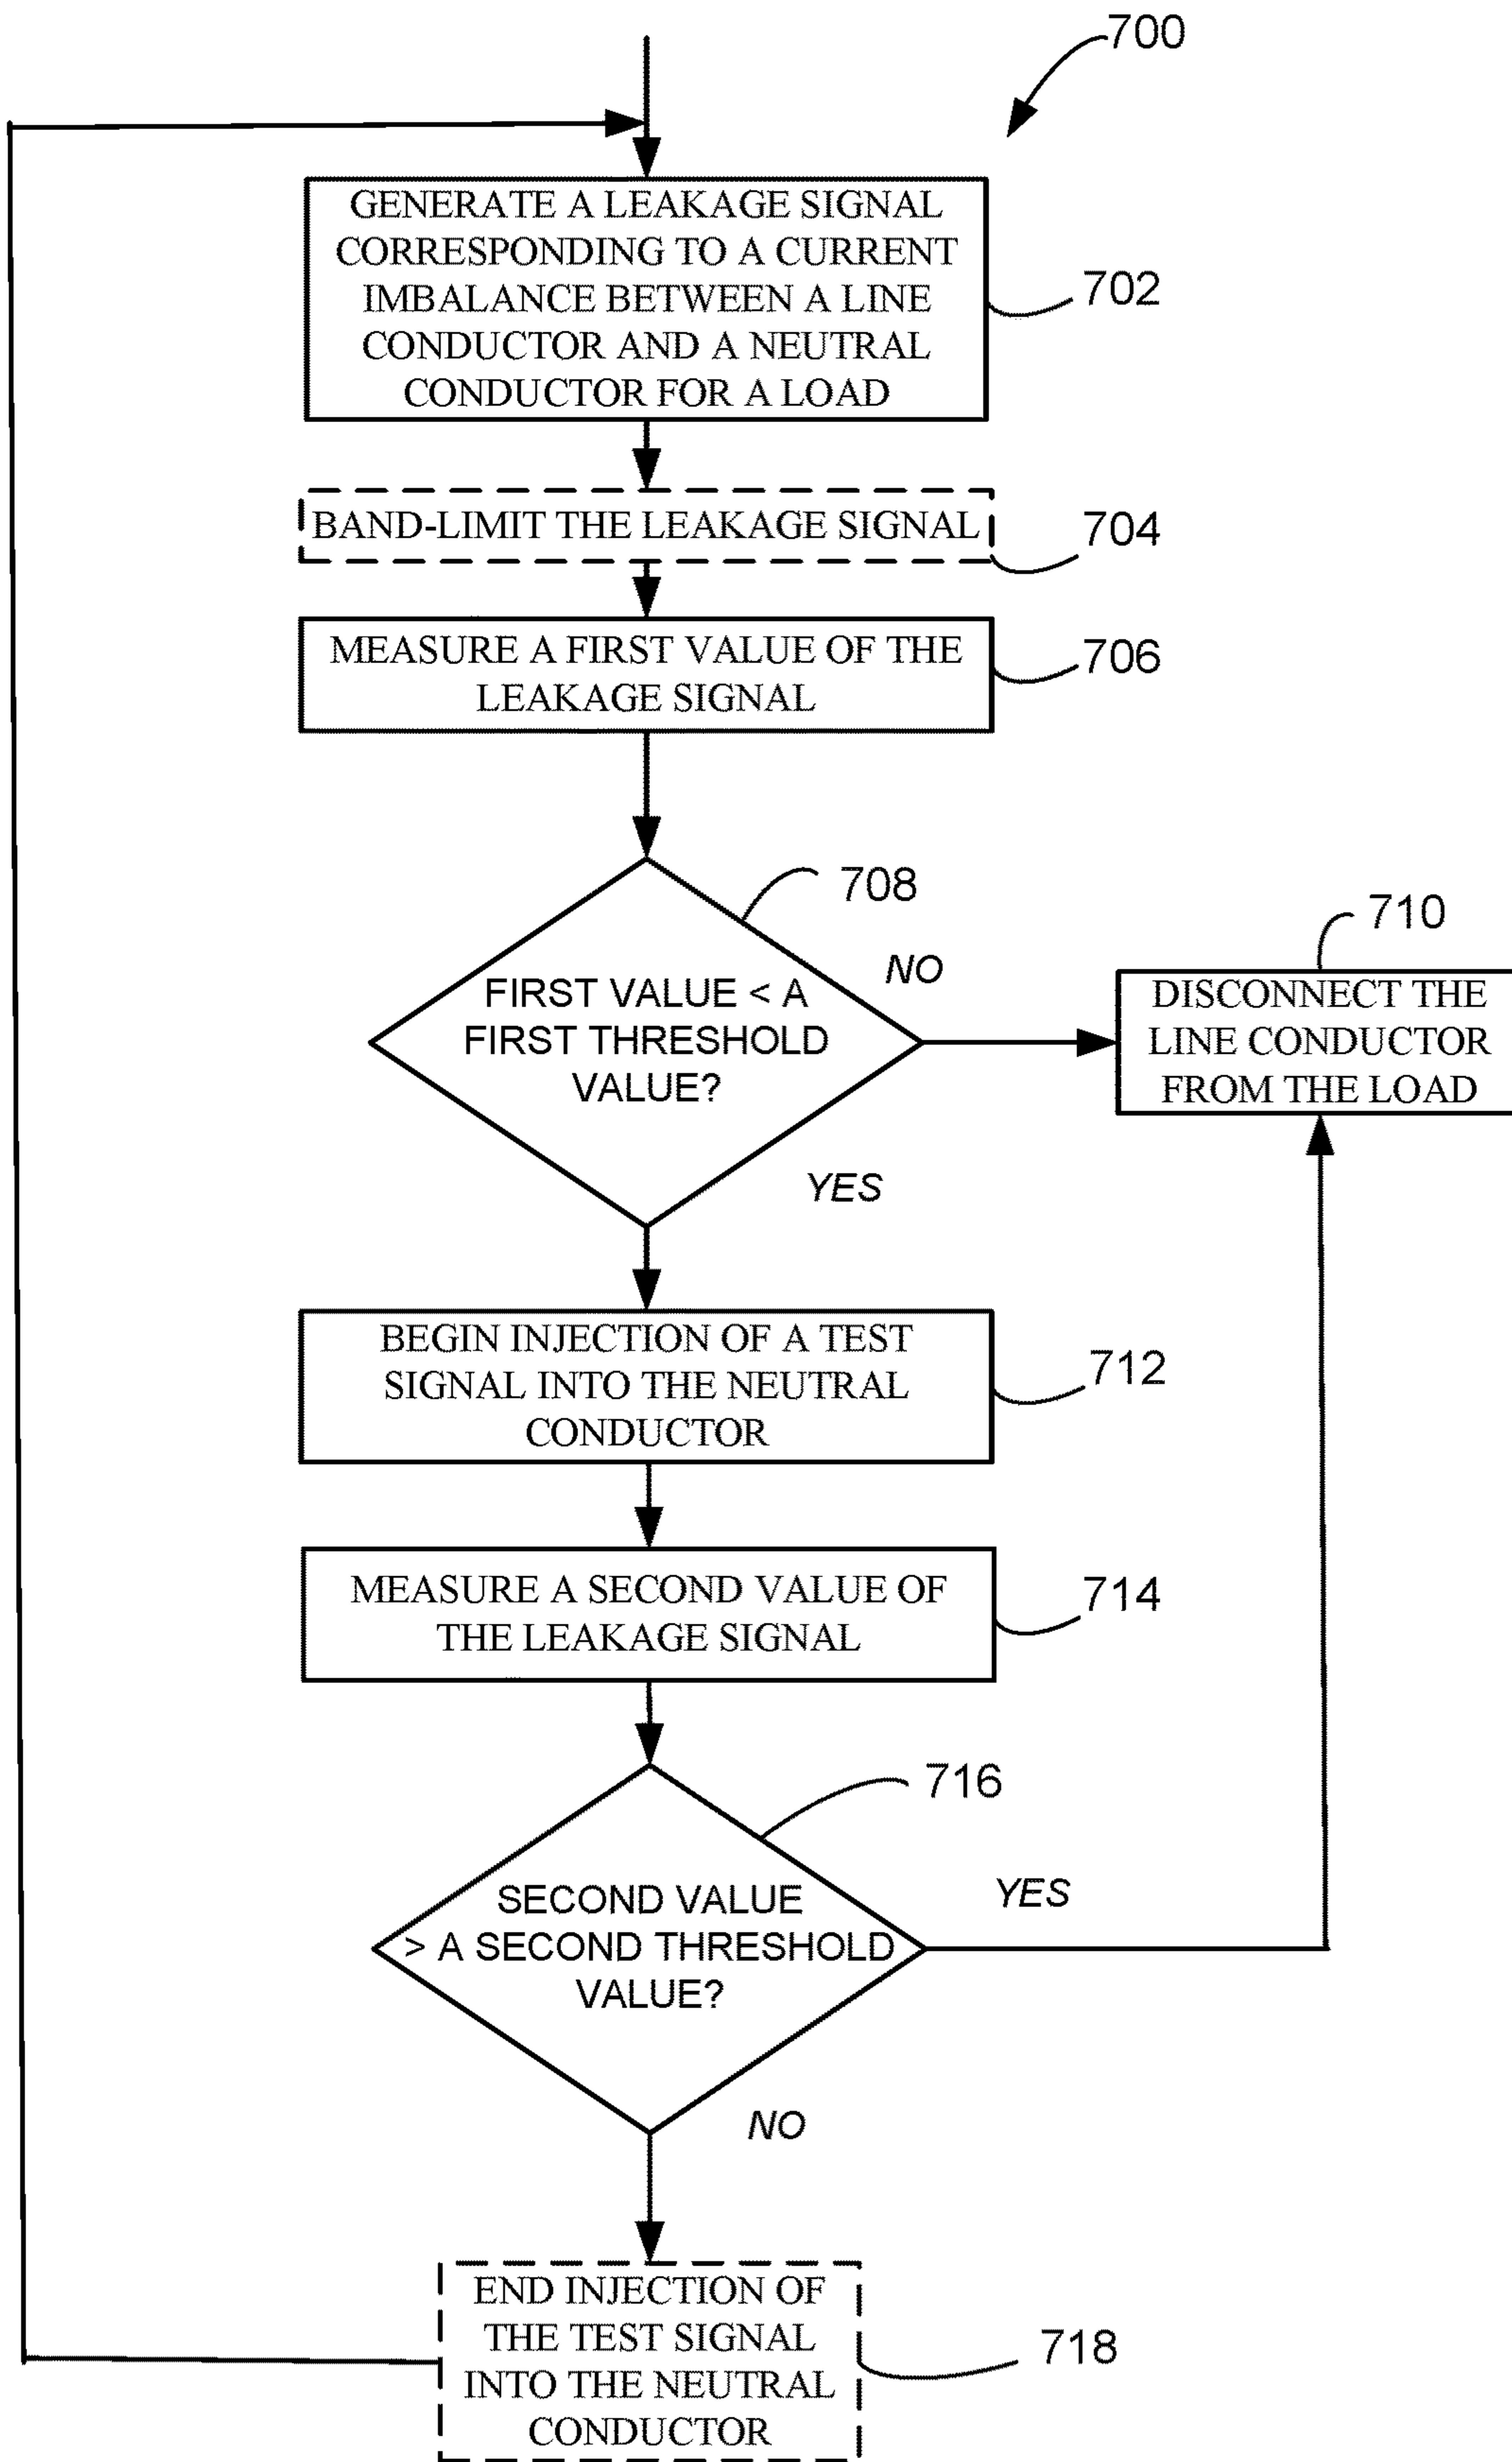 700
GENERATE A LEAKAGE SIGNAL
CORRESPONDING TO A CURRENT
IMBALANCE BETWEEN A LINE
CONDUCTOR AND A NEUTRAL
CONDUCTOR FOR A LOAD
702
BAND-LIMIT THE LEAKAGE SIGNAL
704
MEASURE A FIRST VALUE OF THE
LEAKAGE SIGNAL
706
708
FIRST VALUE < A
FIRST THRESHOLD
VALUE?
NO
710
DISCONNECT THE
LINE CONDUCTOR
FROM THE LOAD
YES
BEGIN INJECTION OF A TEST
SIGNAL INTO THE NEUTRAL
CONDUCTOR
712
MEASURE A SECOND VALUE OF
THE LEAKAGE SIGNAL
714
716
SECOND VALUE
> A SECOND THRESHOLD
VALUE?
YES
NO
END INJECTION OF
THE TEST SIGNAL
INTO THE NEUTRAL
CONDUCTOR
718